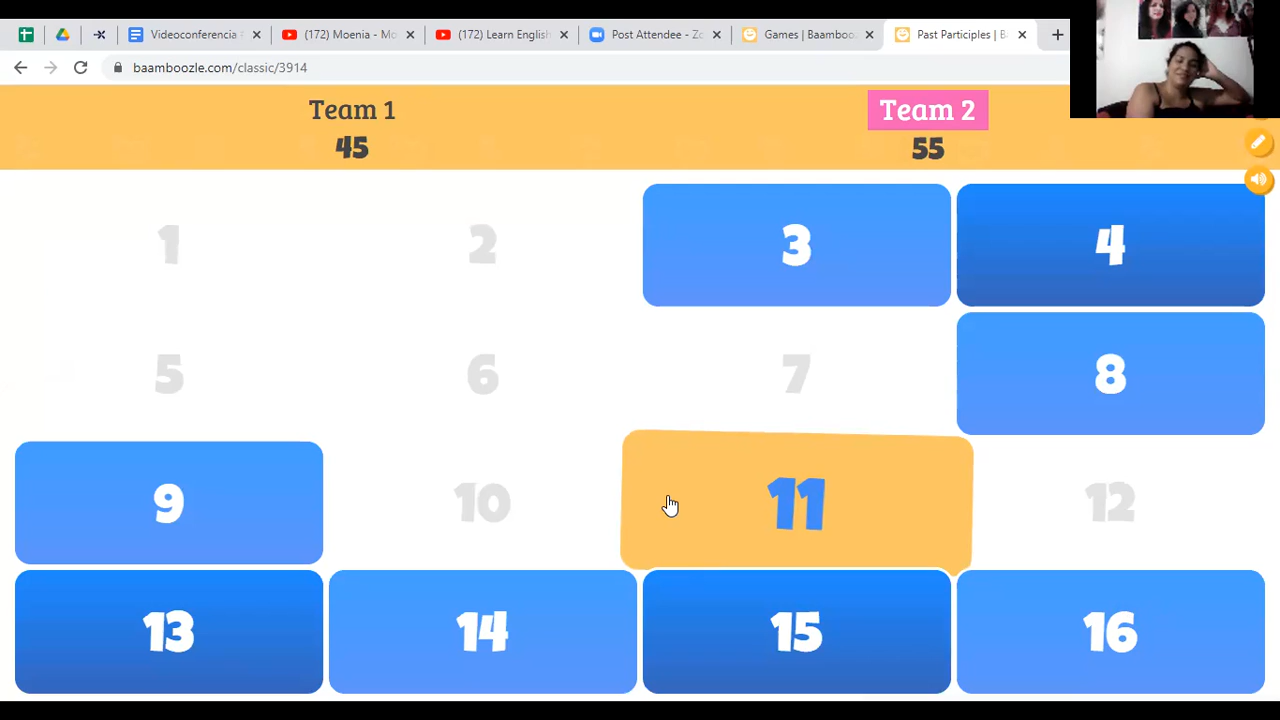 Videoconferencia
(172) Moenia - Mo
(172) Learn English
Post Attendee - Zo
Games | Baamboo
Past Participles | B
baamboozle.com/classic/3914
Team 1
Team 2
45
55
1
2
3
4
5
6
7
8
9
10
11
12
13
14
15
16